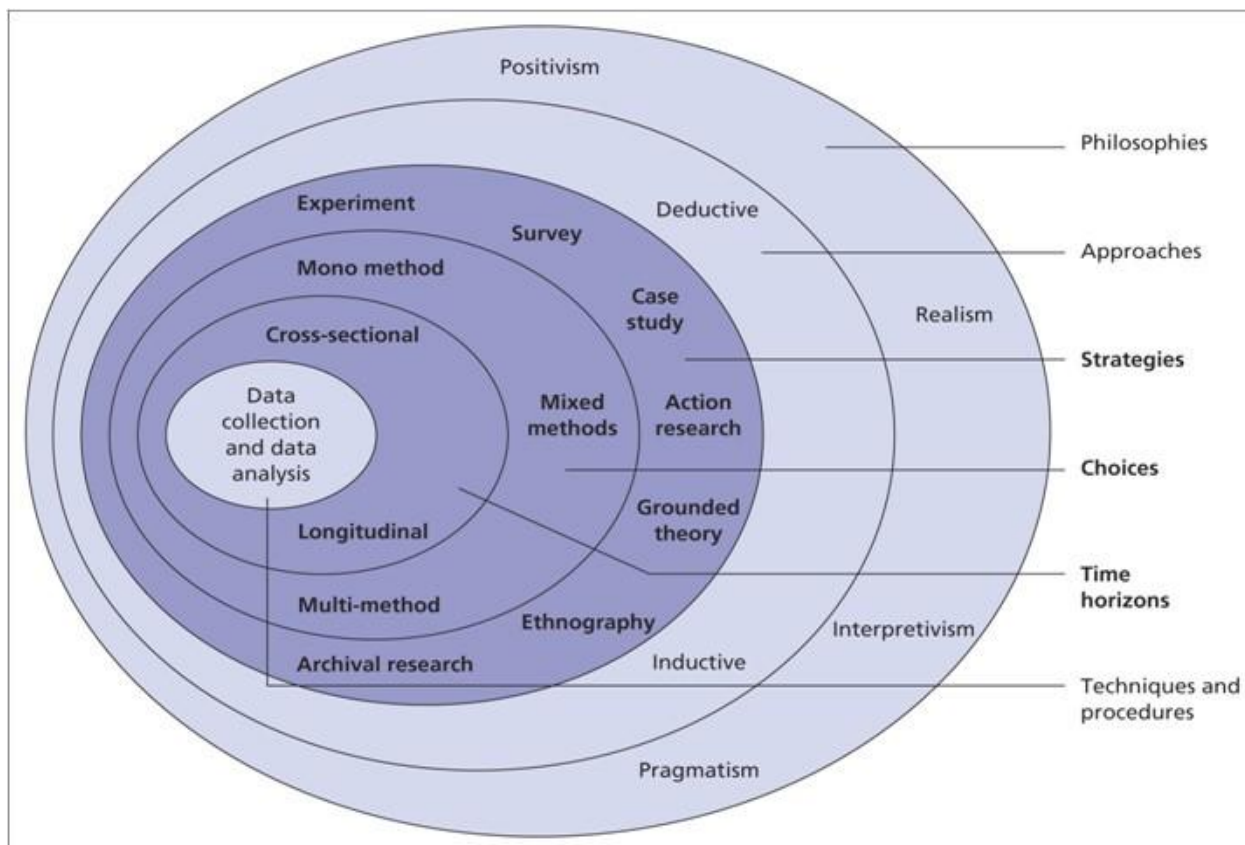 Positivism
Philosophies
Experiment
Deductive
Survey
Approaches
Mono method
Case
study
Realism
Cross-sectional
Strategies
Data
collection
and data
analysis
Mixed
methods
Action
research
Choices
Grounded
theory
Longitudinal
Time
horizons
Multi-method
Ethnography
Interpretivism
Archival research
Inductive
Techniques and
procedures
Pragmatism